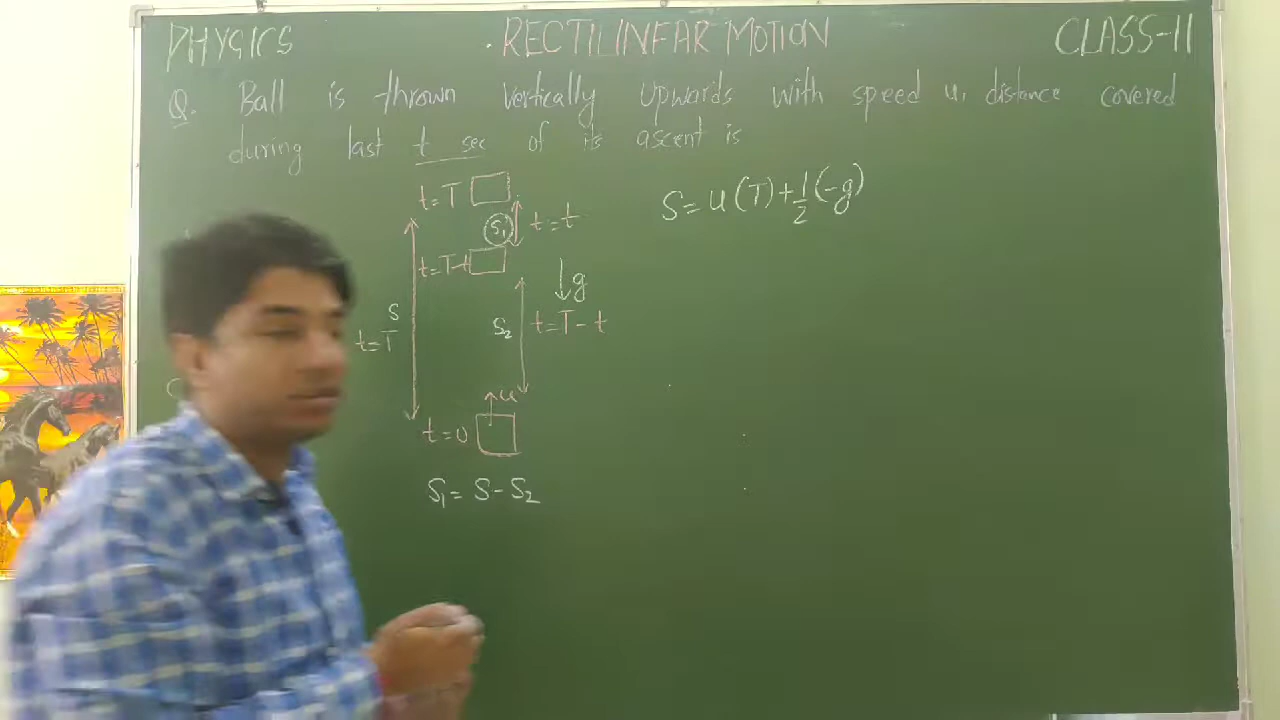 PHYSICS RECTILINEAR MOTION CLASS-11
Q. Ball is thrown vertically upwards with speed u, distance covered
during last t sec of its ascent is
t=T
S₁ t=t
t=T-t
g
S
S₂ t=T-t
t=T
u
t=0
S₁= S-S₂
S= u(T)+½(-g)